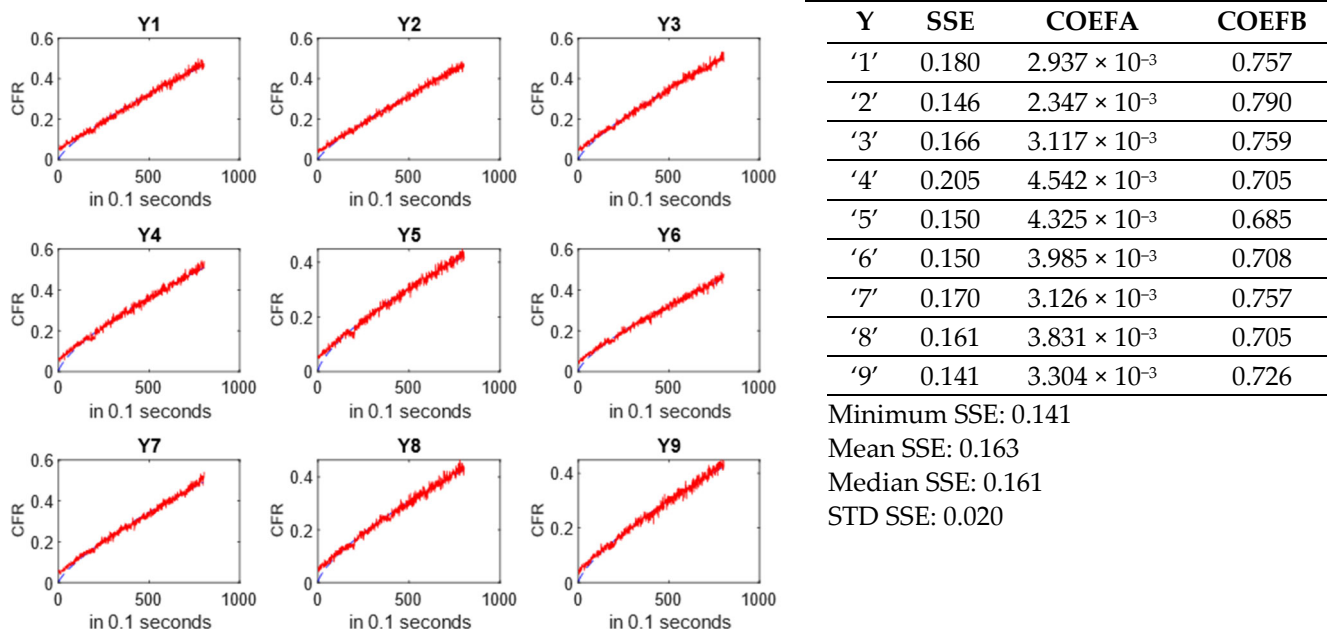 Y1
0.6
0.4
0.2
0
CFR
0 500 1000
in 0.1 seconds
Y2
0.6
0.4
0.2
0
CFR
0 500 1000
in 0.1 seconds
Y3
0.6
0.4
0.2
0
CFR
0 500 1000
in 0.1 seconds
Y4
0.6
0.4
0.2
0
CFR
0 500 1000
in 0.1 seconds
Y5
0.4
0.2
0
CFR
0 500 1000
in 0.1 seconds
Y6
0.6
0.4
0.2
0
CFR
0 500 1000
in 0.1 seconds
Y7
0.6
0.4
0.2
0
CFR
0 500 1000
in 0.1 seconds
Y8
0.4
0.2
0
CFR
0 500 1000
in 0.1 seconds
Y9
0.4
0.2
0
CFR
0 500 1000
in 0.1 seconds
Y SSE COEFA COEFB
‘1’ 0.180 2.937 × 10⁻³ 0.757
‘2’ 0.146 2.347 × 10⁻³ 0.790
‘3’ 0.166 3.117 × 10⁻³ 0.759
‘4’ 0.205 4.542 × 10⁻³ 0.705
‘5’ 0.150 4.325 × 10⁻³ 0.685
‘6’ 0.150 3.985 × 10⁻³ 0.708
‘7’ 0.170 3.126 × 10⁻³ 0.757
‘8’ 0.161 3.831 × 10⁻³ 0.705
‘9’ 0.141 3.304 × 10⁻³ 0.726
Minimum SSE: 0.141
Mean SSE: 0.163
Median SSE: 0.161
STD SSE: 0.020